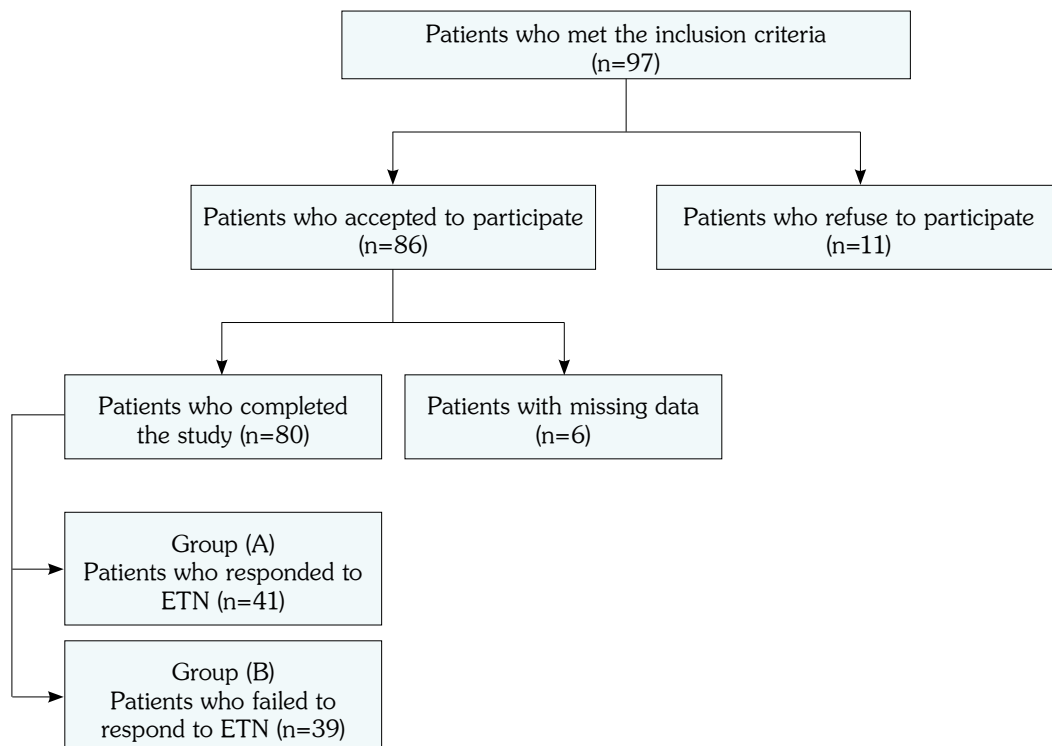 Patients who met the inclusion criteria
(n=97)
Patients who accepted to participate
(n=86)
Patients who refuse to participate
(n=11)
Patients who completed
the study (n=80)
Patients with missing data
(n=6)
Group (A)
Patients who responded to
ETN (n=41)
Group (B)
Patients who failed to
respond to ETN (n=39)